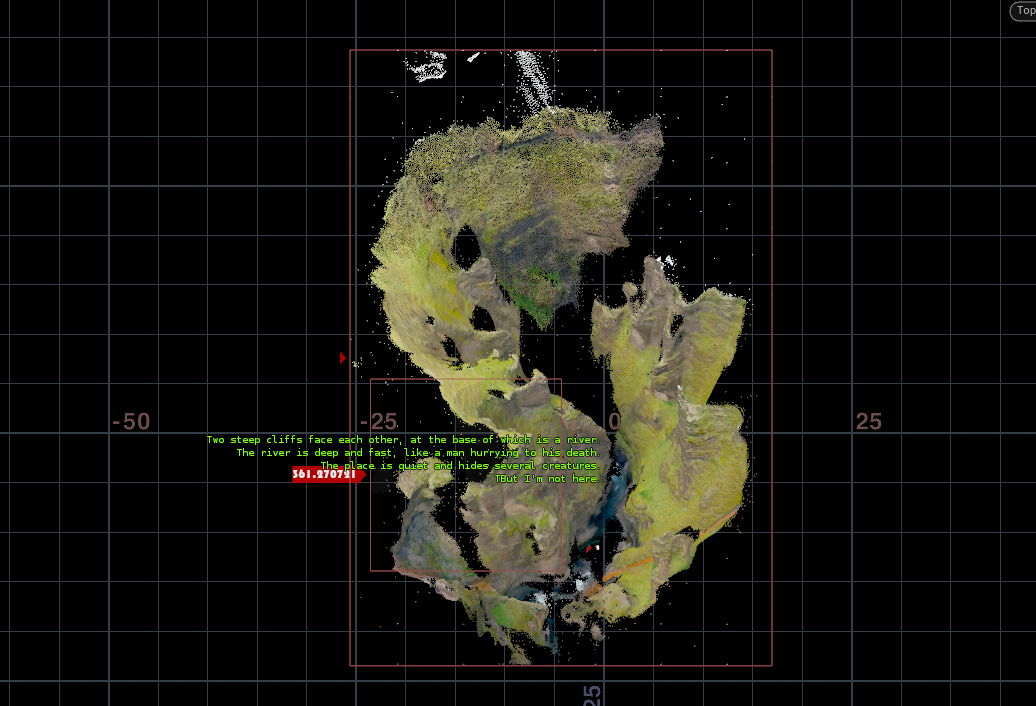 Top
-50
-25
0
25
Two steep cliffs face each other, at the base of which is a river.
The river is deep and fast, like a man hurrying to his death.
The place is quiet and hides several creatures.
TBut I'm not here.
361.270741
25